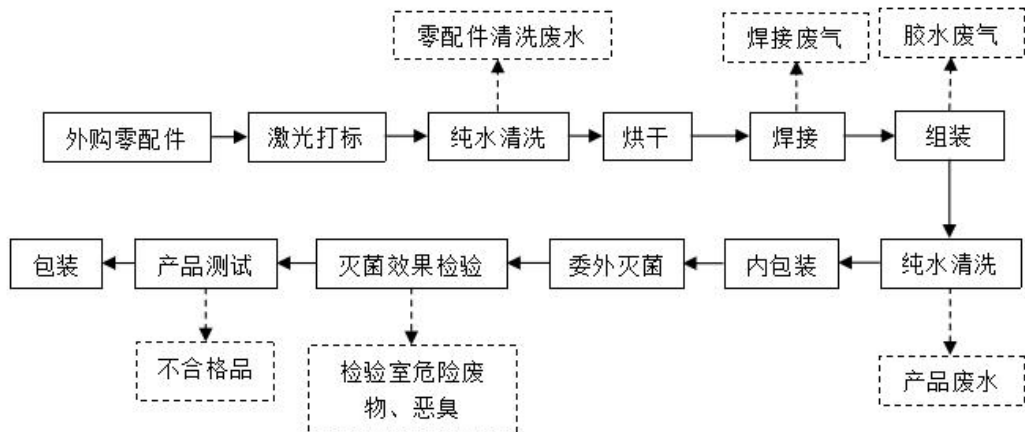 零配件清洗废水
焊接废气
胶水废气
外购零配件
激光打标
纯水清洗
烘干
焊接
组装
包装
产品测试
灭菌效果检验
委外灭菌
内包装
纯水清洗
不合格品
检验室危险废
物、恶臭
产品废水